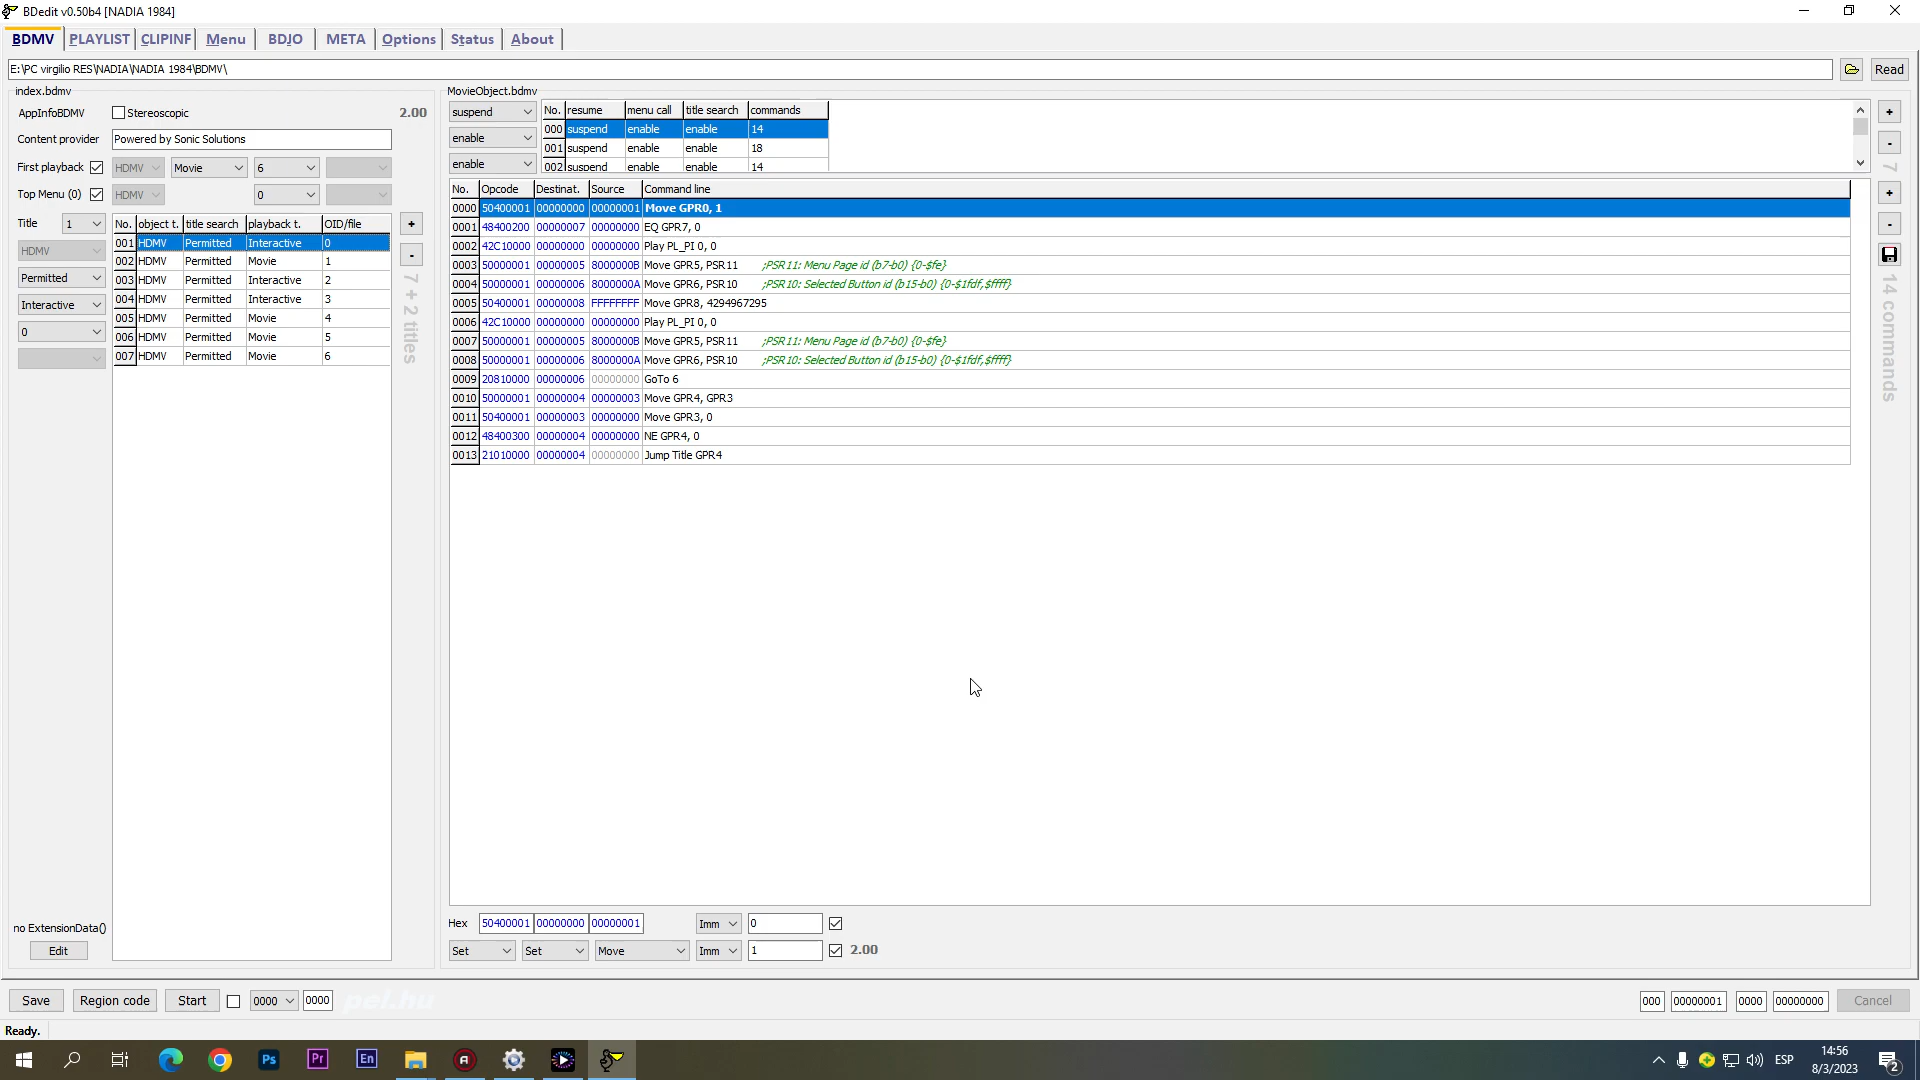 BDedit v0.50b4 [NADIA 1984]
BDMV PLAYLIST CLIPINF Menu BDJO META Options Status About
E:\PC virgilio RES\NADIA\NADIA 1984\BDMV\ Read
index.bdmv
AppInfoBDMV Stereoscopic 2.00
Content provider Powered by Sonic Solutions
First playback HDMV Movie 6
Top Menu (0) HDMV 0
Title 1
HDMV
Permitted
Interactive
0
No. object t. title search playback t. OID/file
001 HDMV Permitted Interactive 0
002 HDMV Permitted Movie 1
003 HDMV Permitted Interactive 2
004 HDMV Permitted Interactive 3
005 HDMV Permitted Movie 4
006 HDMV Permitted Movie 5
007 HDMV Permitted Movie 6
+
-
7 + 2 titles
no ExtensionData()
Edit
MovieObject.bdmv
suspend
enable
enable
No. resume menu call title search commands
000 suspend enable enable 14
001 suspend enable enable 18
002 suspend enable enable 14
+
-
7
+
-
14 commands
No. Opcode Destinat. Source Command line
0000 50400001 00000000 00000001 Move GPR0, 1
0001 48400200 00000007 00000000 EQ GPR7, 0
0002 42C10000 00000000 00000000 Play PL_PI 0, 0
0003 50000001 00000005 8000000B Move GPR5, PSR11 ;PSR11: Menu Page id (b7-b0) {0-$fe}
0004 50000001 00000006 8000000A Move GPR6, PSR10 ;PSR10: Selected Button id (b15-b0) {0-$1fdf,$ffff}
0005 50400001 00000008 FFFFFFFF Move GPR8, 4294967295
0006 42C10000 00000000 00000000 Play PL_PI 0, 0
0007 50000001 00000005 8000000B Move GPR5, PSR11 ;PSR11: Menu Page id (b7-b0) {0-$fe}
0008 50000001 00000006 8000000A Move GPR6, PSR10 ;PSR10: Selected Button id (b15-b0) {0-$1fdf,$ffff}
0009 20810000 00000006 00000000 GoTo 6
0010 50000001 00000004 00000003 Move GPR4, GPR3
0011 50400001 00000003 00000000 Move GPR3, 0
0012 48400300 00000004 00000000 NE GPR4, 0
0013 21010000 00000004 00000000 Jump Title GPR4
Hex 50400001 00000000 00000001 Imm 0
Set Set Move Imm 1 2.00
Save Region code Start 0000 0000 pel.hu 000 00000001 0000 00000000 Cancel
Ready.
Ps Pr En ESP 14:56
8/3/2023
2